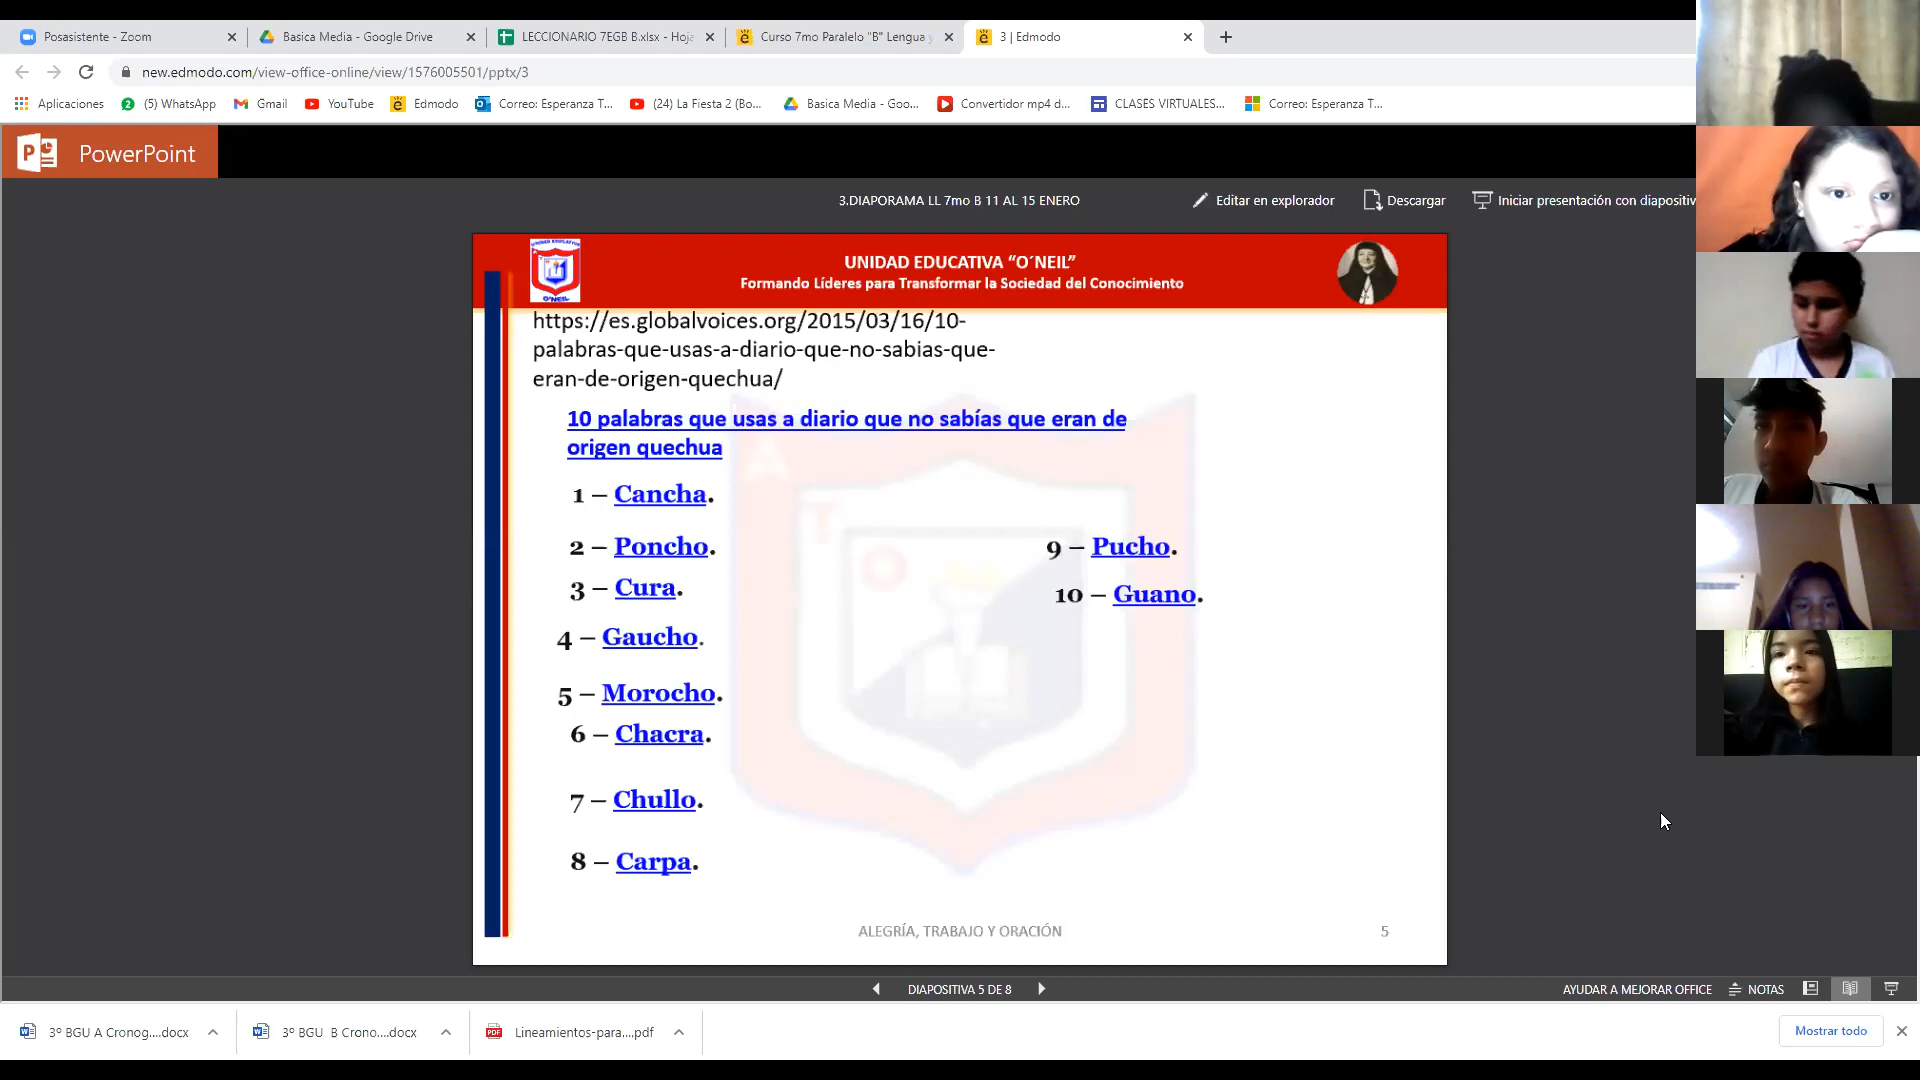 Posasistente - Zoom
Basica Media - Google Drive
LECCIONARIO 7EGB B.xlsx - Hoja
Curso 7mo Paralelo "B" Lengua y
3 | Edmodo
new.edmodo.com/view-office-online/view/1576005501/pptx/3
Aplicaciones
(5) WhatsApp
Gmail
YouTube
Edmodo
Correo: Esperanza T...
(24) La Fiesta 2 (Bo...
Basica Media - Goo...
Convertidor mp4 d...
CLASES VIRTUALES...
Correo: Esperanza T...
PowerPoint
3.DIAPORAMA LL 7mo B 11 AL 15 ENERO
Editar en explorador
Descargar
Iniciar presentación con diapositiv
O'NEIL
UNIDAD EDUCATIVA “O´NEIL”
Formando Líderes para Transformar la Sociedad del Conocimiento
https://es.globalvoices.org/2015/03/16/10-
palabras-que-usas-a-diario-que-no-sabias-que-
eran-de-origen-quechua/
10 palabras que usas a diario que no sabías que eran de
origen quechua
1 – Cancha.
2 – Poncho.
3 – Cura.
4 – Gaucho.
5 – Morocho.
6 – Chacra.
7 – Chullo.
8 – Carpa.
9 – Pucho.
10 – Guano.
A
T
O
ALEGRÍA, TRABAJO Y ORACIÓN
5
DIAPOSITIVA 5 DE 8
AYUDAR A MEJORAR OFFICE
NOTAS
3º BGU A Cronog....docx
3º BGU B Crono....docx
Lineamientos-para....pdf
Mostrar todo